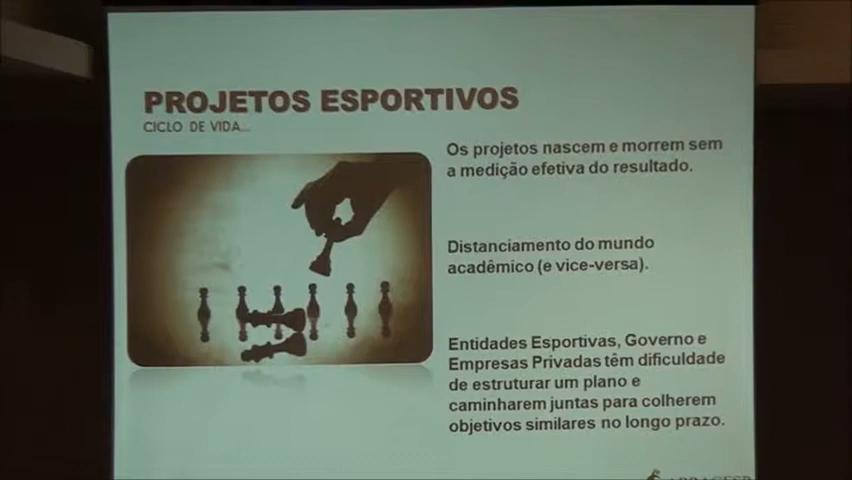 PROJETOS ESPORTIVOS
CICLO DE VIDA...
Os projetos nascem e morrem sem
a medição efetiva do resultado.
Distanciamento do mundo
acadêmico (e vice-versa).
Entidades Esportivas, Governo e
Empresas Privadas têm dificuldade
de estruturar um plano e
caminharem juntas para colherem
objetivos similares no longo prazo.